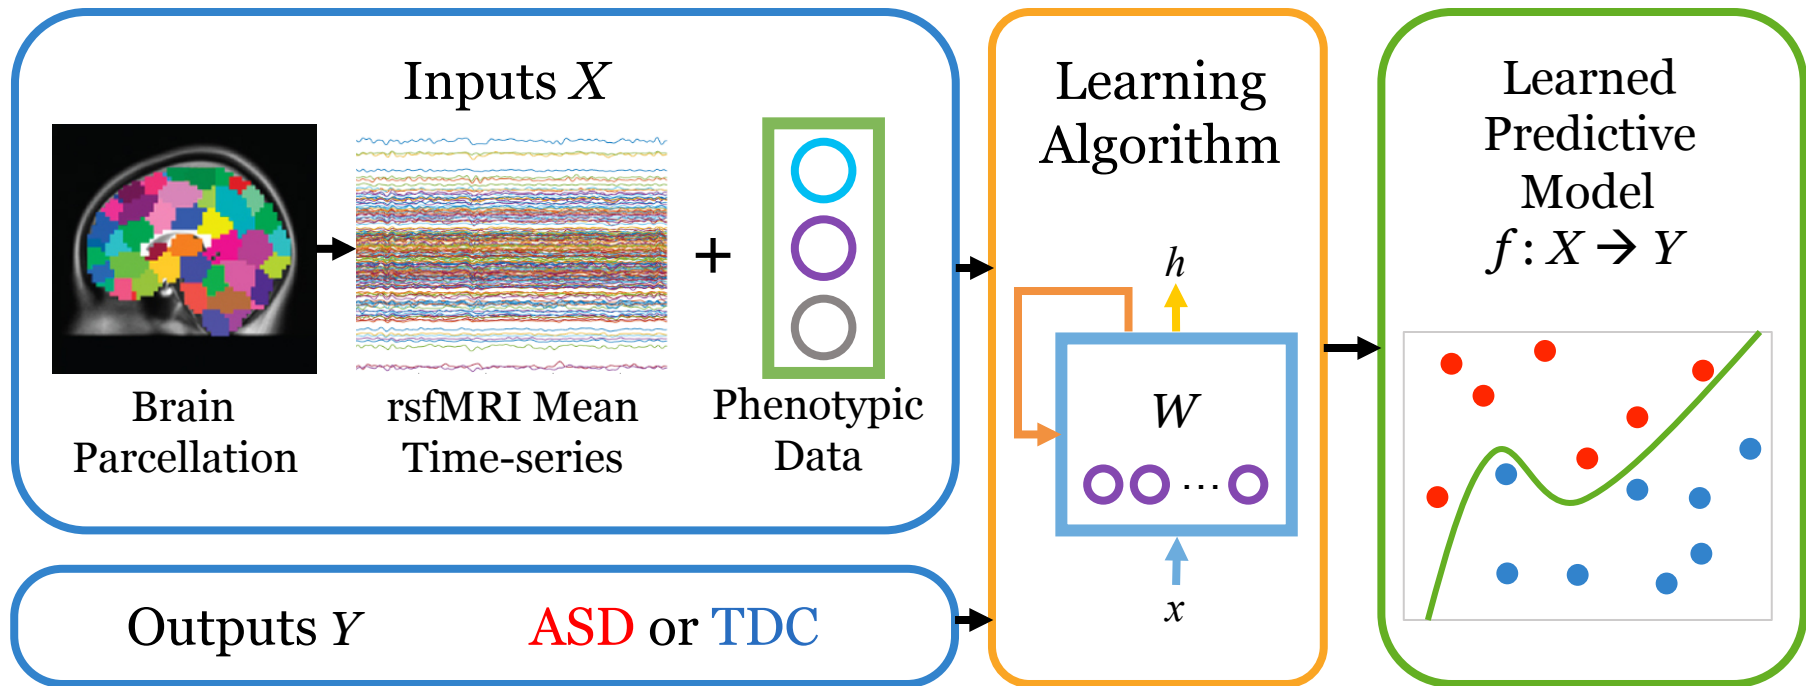 Inputs X
Brain
Parcellation
rsfMRI Mean
Time-series
+
Phenotypic
Data
Outputs Y
ASD or TDC
Learning
Algorithm
h
W
...
x
Learned
Predictive
Model
f : X → Y